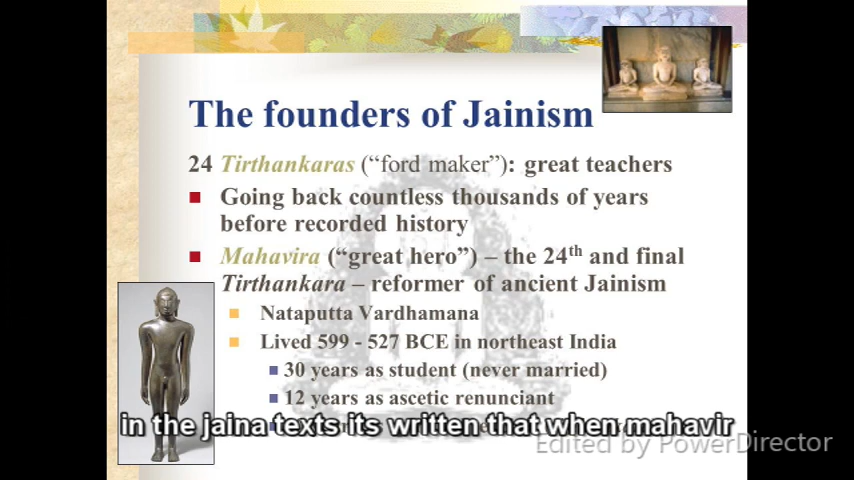 The founders of Jainism
24 Tirthankaras (“ford maker”): great teachers
Going back countless thousands of years
before recorded history
Mahavira (“great hero”) – the 24th and final
Tirthankara – reformer of ancient Jainism
Nataputta Vardhamana
Lived 599 - 527 BCE in northeast India
30 years as student (never married)
12 years as ascetic renunciant
in the jaina texts its written that when mahavir
Edited by PowerDirector